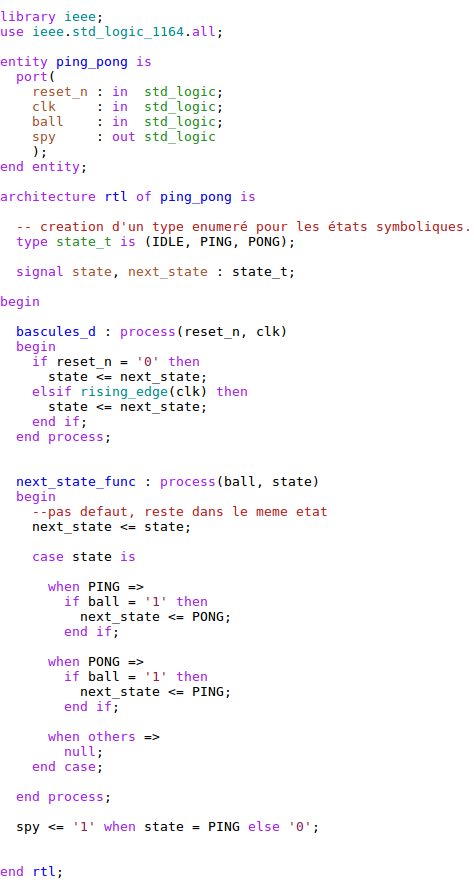 library ieee;
use ieee.std_logic_1164.all;

entity ping_pong is
  port(
    reset_n : in  std_logic;
    clk     : in  std_logic;
    ball    : in  std_logic;
    spy     : out std_logic
    );
end entity;

architecture rtl of ping_pong is

  -- creation d'un type enumeré pour les états symboliques.
  type state_t is (IDLE, PING, PONG);

  signal state, next_state : state_t;

begin

  bascules_d : process(reset_n, clk)
  begin
    if reset_n = '0' then
      state <= next_state;
    elsif rising_edge(clk) then
      state <= next_state;
    end if;
  end process;


  next_state_func : process(ball, state)
  begin
    --pas defaut, reste dans le meme etat
    next_state <= state;

    case state is

      when PING =>
        if ball = '1' then
          next_state <= PONG;
        end if;

      when PONG =>
        if ball = '1' then
          next_state <= PING;
        end if;

      when others =>
        null;
    end case;

  end process;

  spy <= '1' when state = PING else '0';


end rtl;